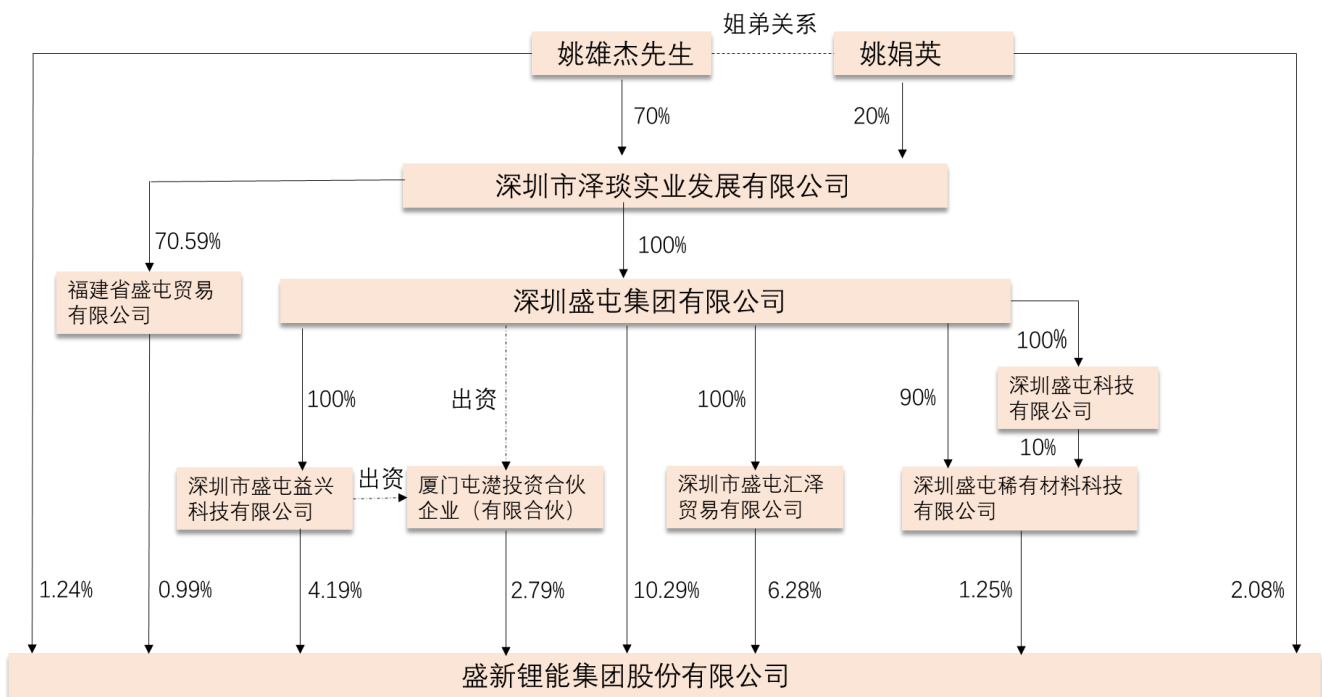 姐弟关系
姚雄杰先生
姚娟英
70%
20%
深圳市泽琰实业发展有限公司
70.59%
100%
福建省盛屯贸易
有限公司
深圳盛屯集团有限公司
100%
深圳盛屯科技
有限公司
100%
出资
100%
90%
10%
深圳市盛屯益兴
科技有限公司
出资
厦门屯濋投资合伙
企业（有限合伙）
深圳市盛屯汇泽
贸易有限公司
深圳盛屯稀有材料科技
有限公司
1.24%
0.99%
4.19%
2.79%
10.29%
6.28%
1.25%
2.08%
盛新锂能集团股份有限公司